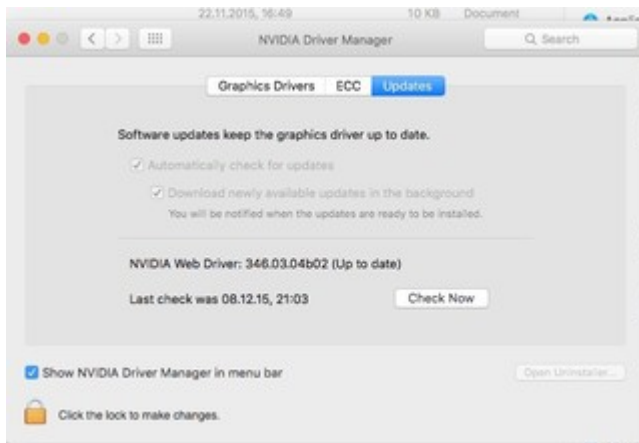 22.11.2015, 16:49 10 KB Document
NVIDIA Driver Manager
Search
Graphics Drivers ECC Updates
Software updates keep the graphics driver up to date.
Automatically check for updates
Download newly available updates in the background
You will be notified when the updates are ready to be installed.
NVIDIA Web Driver: 346.03.04b02 (Up to date)
Last check was 08.12.15, 21:03 Check Now
Show NVIDIA Driver Manager in menu bar
Open Uninstaller...
Click the lock to make changes.